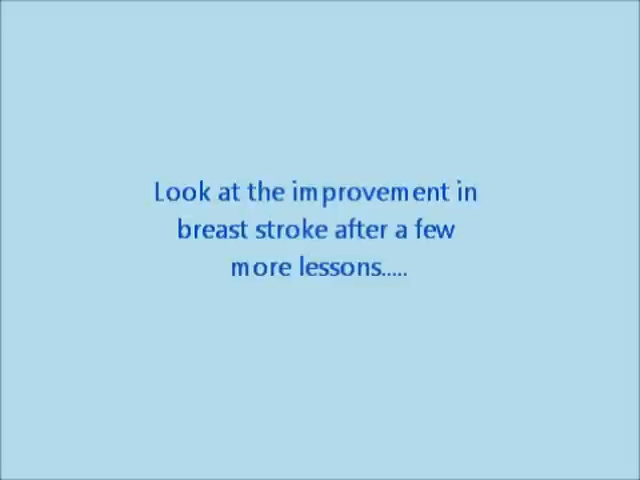 Look at the improvement in
breast stroke after a few
more lessons.....